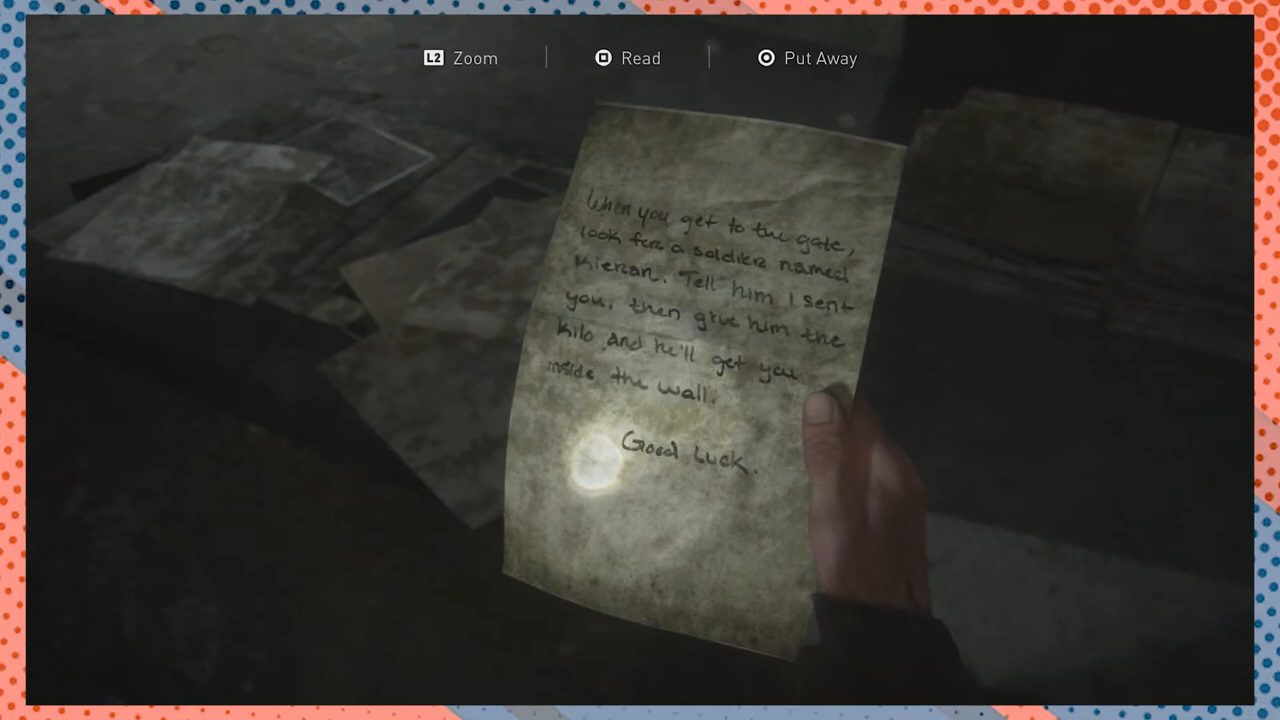 L2 Zoom
Read
Put Away
When you get to the gate,
look for a soldier named
Kieran. Tell him I sent
you, then give him the
kilo and he'll get you
inside the wall.
Good Luck.